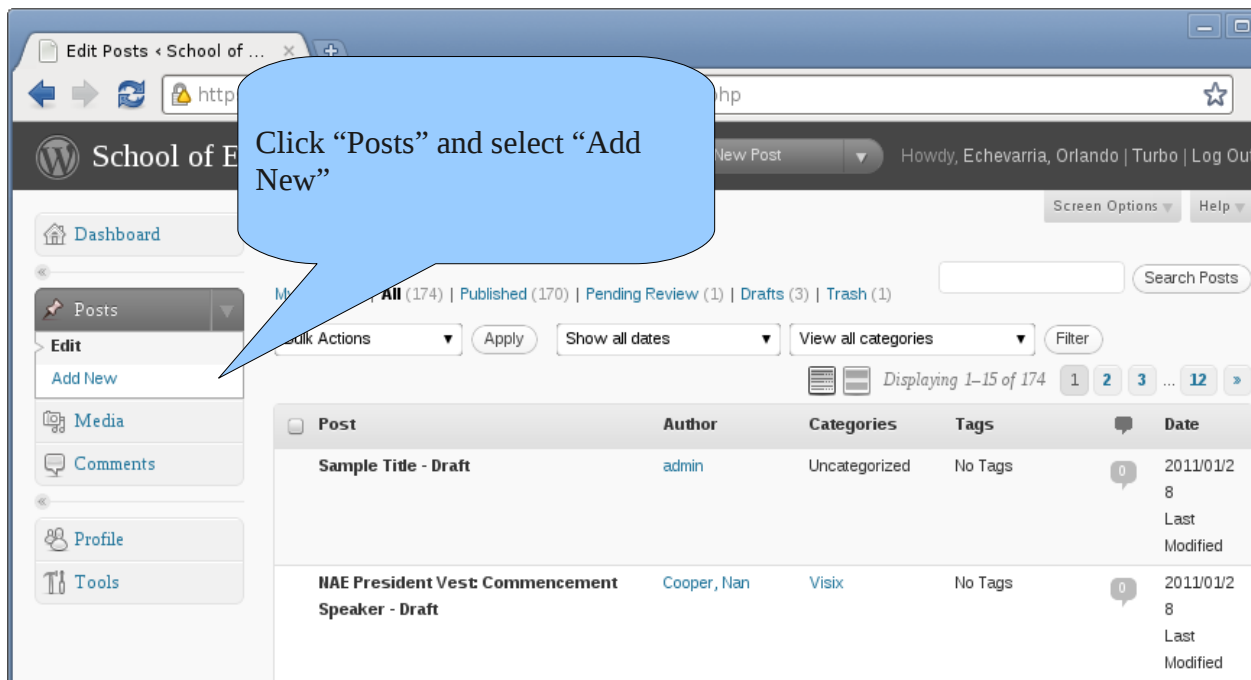 Edit Posts ‹ School of ...
http
hp
Click “Posts” and select “Add
New”
School of E
New Post
Howdy, Echevarria, Orlando | Turbo | Log Ou
Screen Options
Help
Dashboard
Posts
Edit
Add New
Media
Comments
Profile
Tools
M
All (174) | Published (170) | Pending Review (1) | Drafts (3) | Trash (1)
Search Posts
ulk Actions
Apply
Show all dates
View all categories
Filter
Displaying 1–15 of 174
1 2 3 ... 12 »
Post Author Categories Tags Date
Sample Title - Draft admin Uncategorized No Tags 0 2011/01/2
8
Last
Modified
NAE President Vest: Commencement Cooper, Nan Visix No Tags 0 2011/01/2
Speaker - Draft 8
Last
Modified